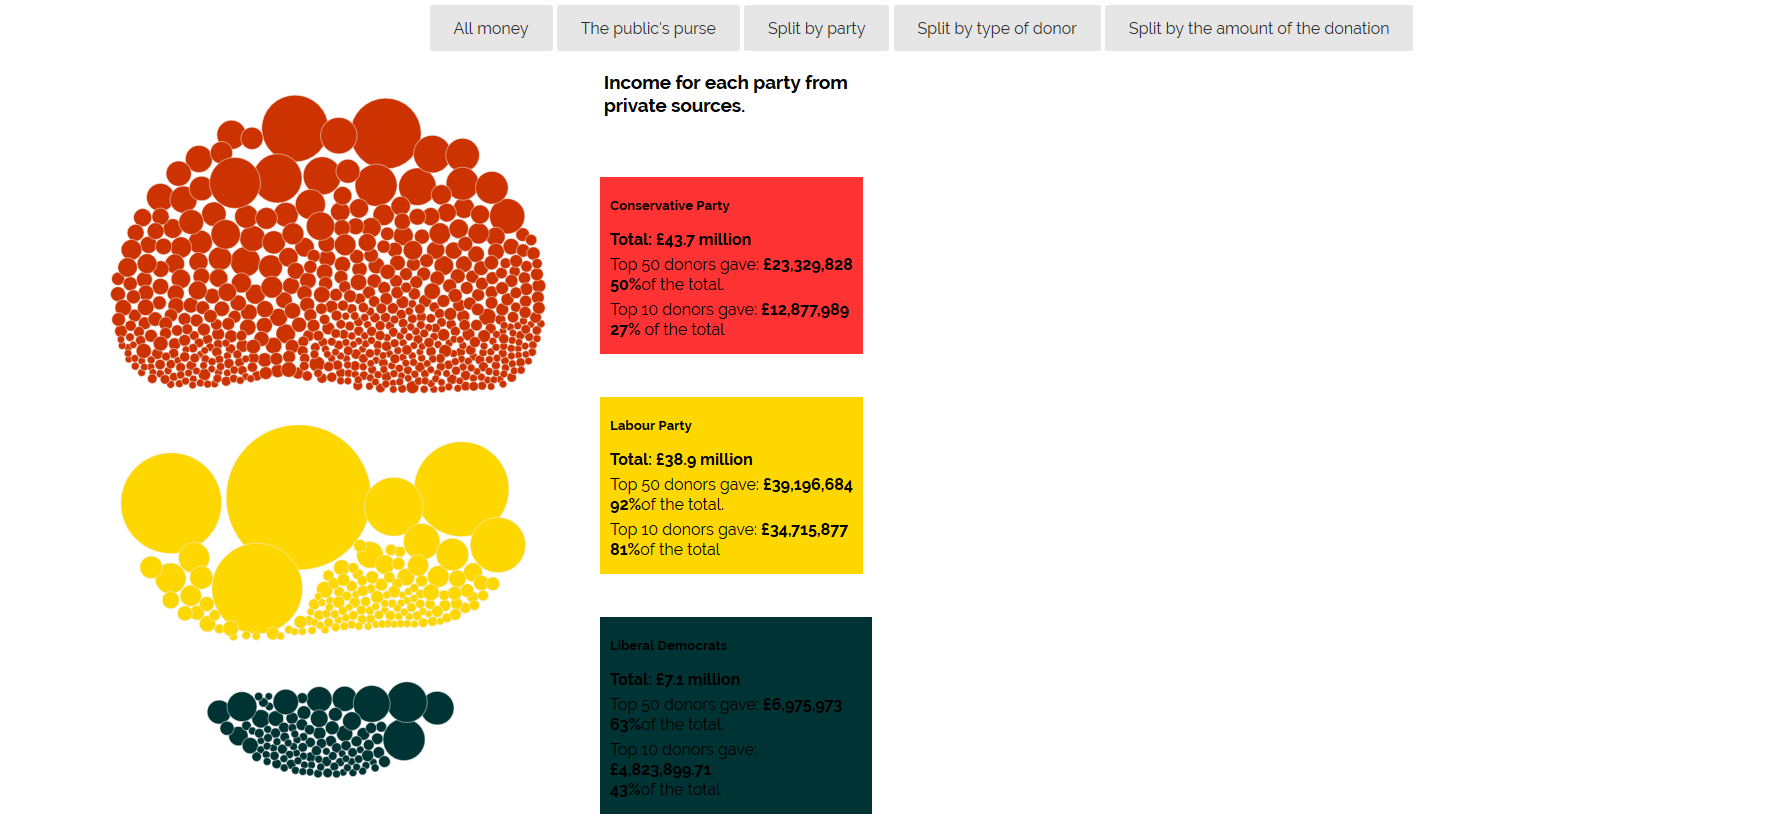 All money
The public's purse
Split by party
Split by type of donor
Split by the amount of the donation
Income for each party from
private sources.
Conservative Party
Total: £43.7 million
Top 50 donors gave: £23,329,828
50%of the total.
Top 10 donors gave: £12,877,989
27% of the total
Labour Party
Total: £38.9 million
Top 50 donors gave: £39,196,684
92%of the total.
Top 10 donors gave: £34,715,877
81%of the total
Liberal Democrats
Total: £7.1 million
Top 50 donors gave: £6,975,973
63%of the total.
Top 10 donors gave:
£4,823,899.71
43%of the total